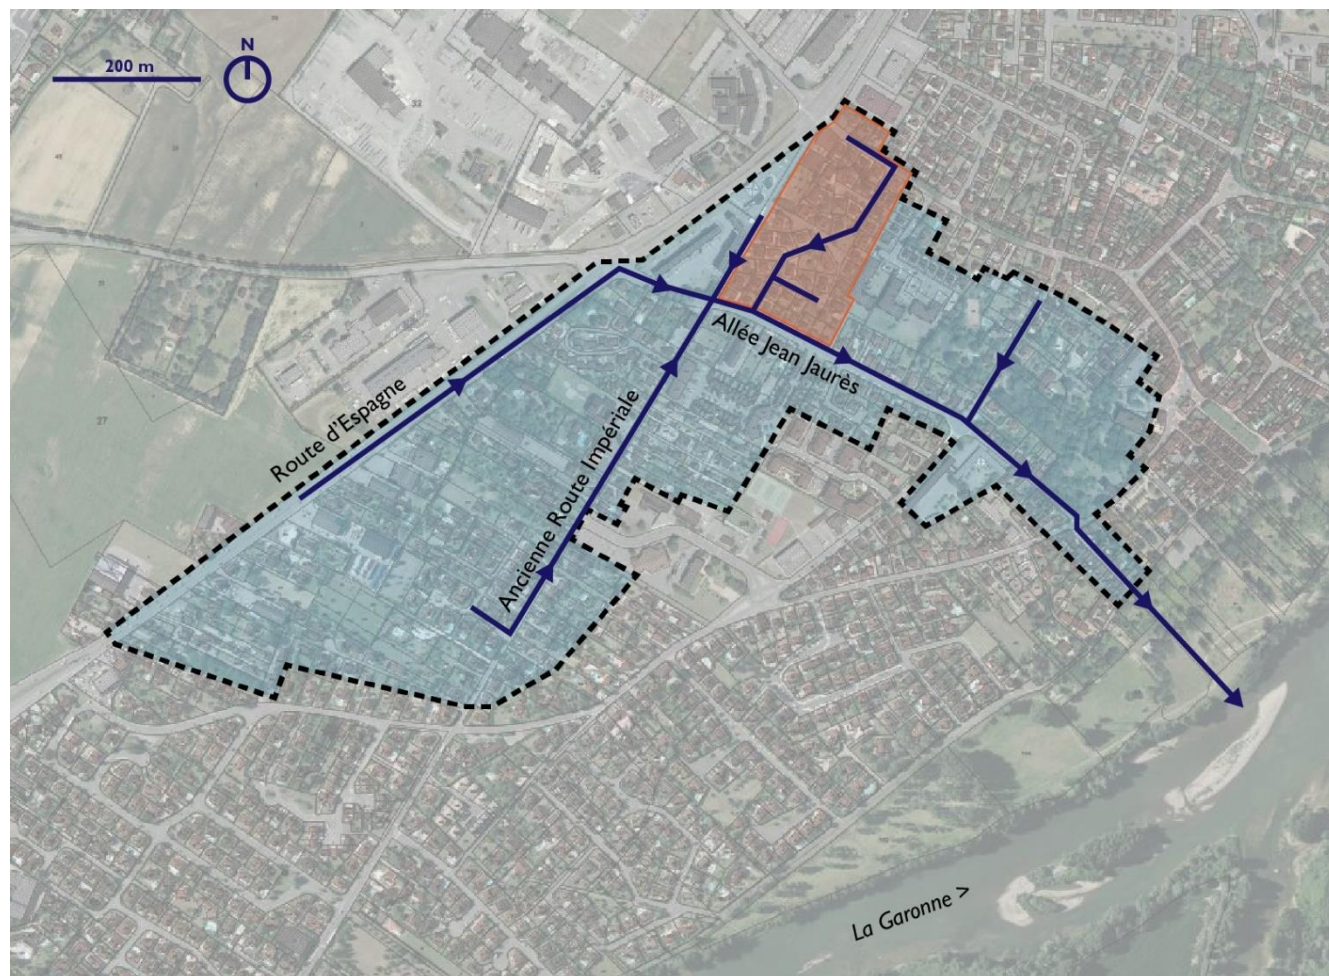 N
200 m
Route d'Espagne
Ancienne Route Impériale
Allée Jean Jaurès
La Garonne >